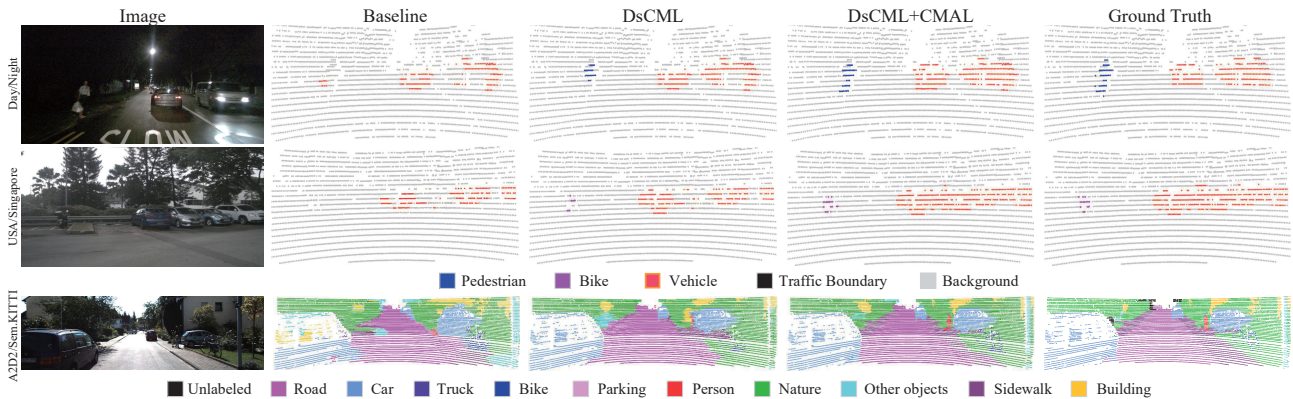 Image Baseline DsCML DsCML+CMAL Ground Truth
Day/Night
SLOW
USA/Singapore
Pedestrian Bike Vehicle Traffic Boundary Background
A2D2/Sem.KITTI
Unlabeled Road Car Truck Bike Parking Person Nature Other objects Sidewalk Building